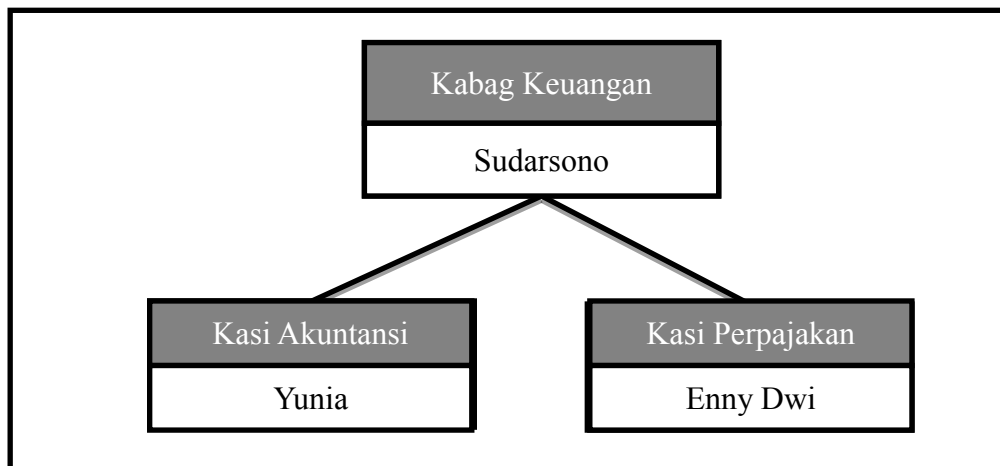 Kabag Keuangan
Sudarsono
Kasi Akuntansi
Yunia
Kasi Perpajakan
Enny Dwi